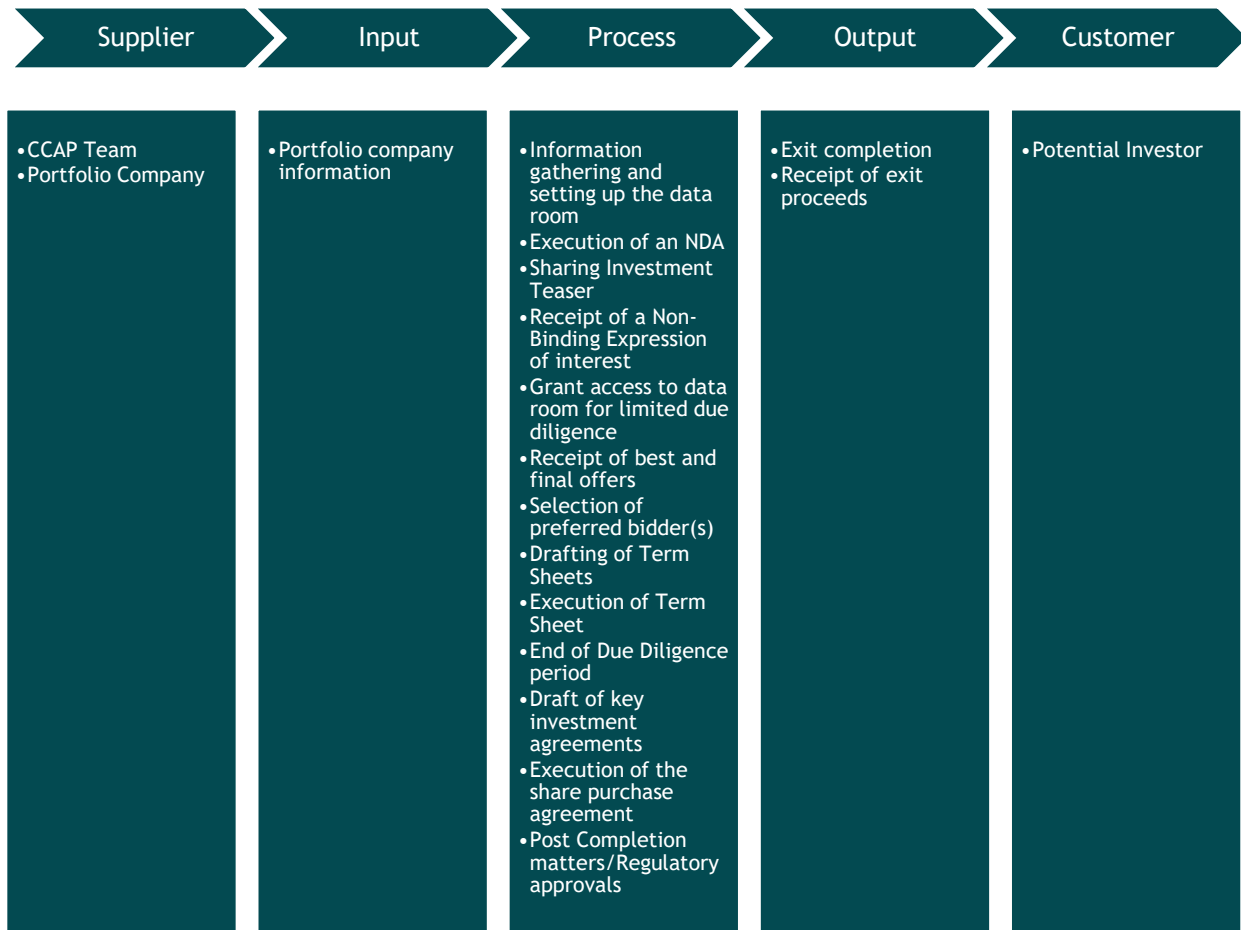 Supplier
Input
Process
Output
Customer
•CCAP Team
•Portfolio Company
•Portfolio company
information
•Information
gathering and
setting up the data
room
•Execution of an NDA
•Sharing Investment
Teaser
•Receipt of a Non-
Binding Expression
of interest
•Grant access to data
room for limited due
diligence
•Receipt of best and
final offers
•Selection of
preferred bidder(s)
•Drafting of Term
Sheets
•Execution of Term
Sheet
•End of Due Diligence
period
•Draft of key
investment
agreements
•Execution of the
share purchase
agreement
•Post Completion
matters/Regulatory
approvals
•Exit completion
•Receipt of exit
proceeds
•Potential Investor